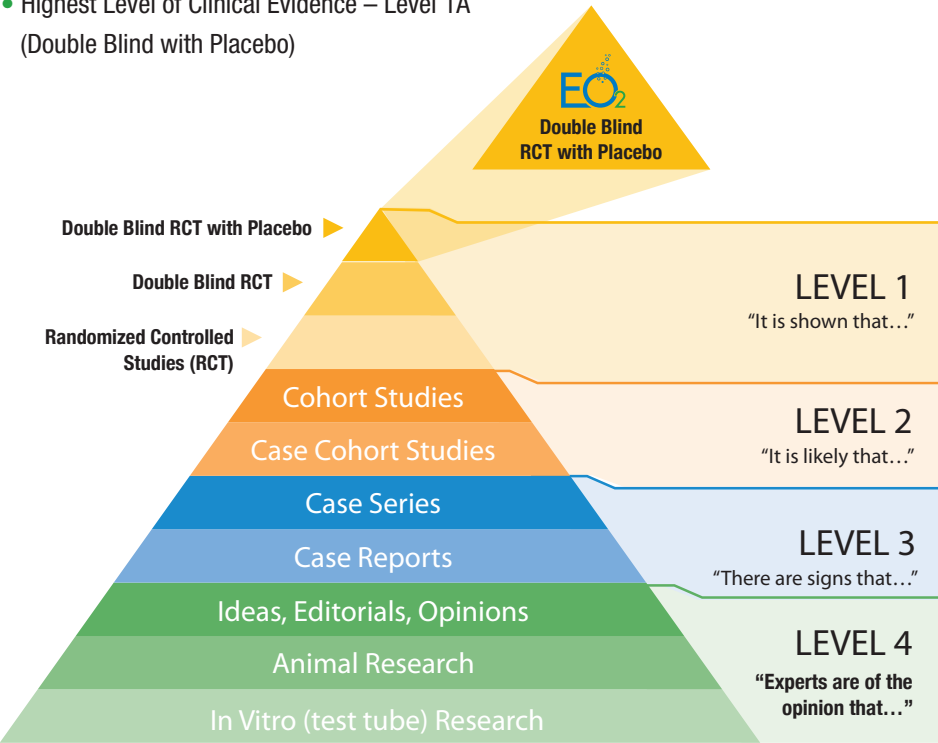 • Highest Level of Clinical Evidence – Level 1A
(Double Blind with Placebo)
EO2
Double Blind
RCT with Placebo
Double Blind RCT with Placebo
Double Blind RCT
Randomized Controlled
Studies (RCT)
LEVEL 1
“It is shown that…”
Cohort Studies
Case Cohort Studies
LEVEL 2
“It is likely that…”
Case Series
Case Reports
LEVEL 3
“There are signs that…”
Ideas, Editorials, Opinions
Animal Research
In Vitro (test tube) Research
LEVEL 4
“Experts are of the
opinion that…”